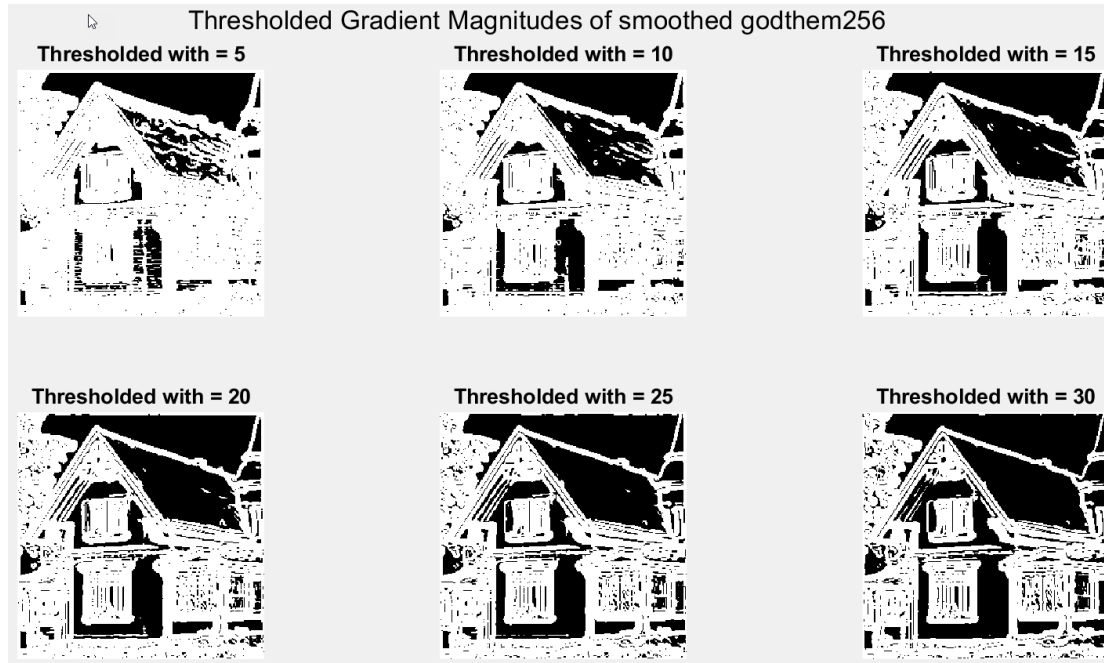 Thresholded Gradient Magnitudes of smoothed godthem256
Thresholded with = 5
Thresholded with = 10
Thresholded with = 15
Thresholded with = 20
Thresholded with = 25
Thresholded with = 30